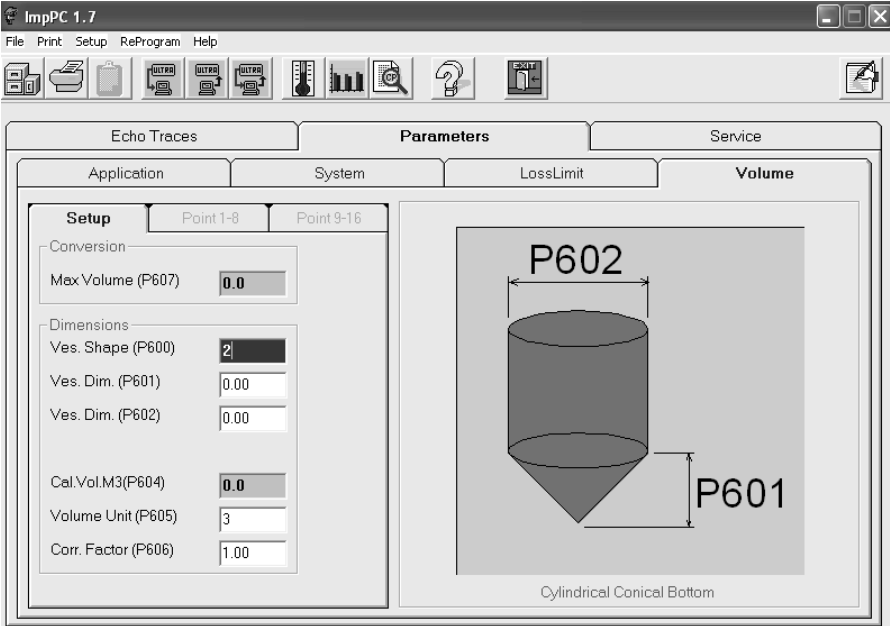 ImpPC 1.7
File Print Setup ReProgram Help
ULTRA ULTRA ULTRA CP EXIT
Echo Traces Parameters Service
Application System LossLimit Volume
Setup Point 1-8 Point 9-16
Conversion
Max Volume (P607) 0.0
Dimensions
Ves. Shape (P600) 2
Ves. Dim. (P601) 0.00
Ves. Dim. (P602) 0.00
Cal.Vol.M3(P604) 0.0
Volume Unit (P605) 3
Corr. Factor (P606) 1.00
P602
P601
Cylindrical Conical Bottom